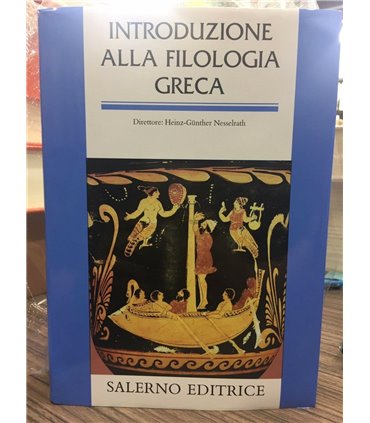 INTRODUZIONE
ALLA FILOLOGIA
GRECA
Direttore: Heinz-Günther Nesselrath
SALERNO EDITRICE